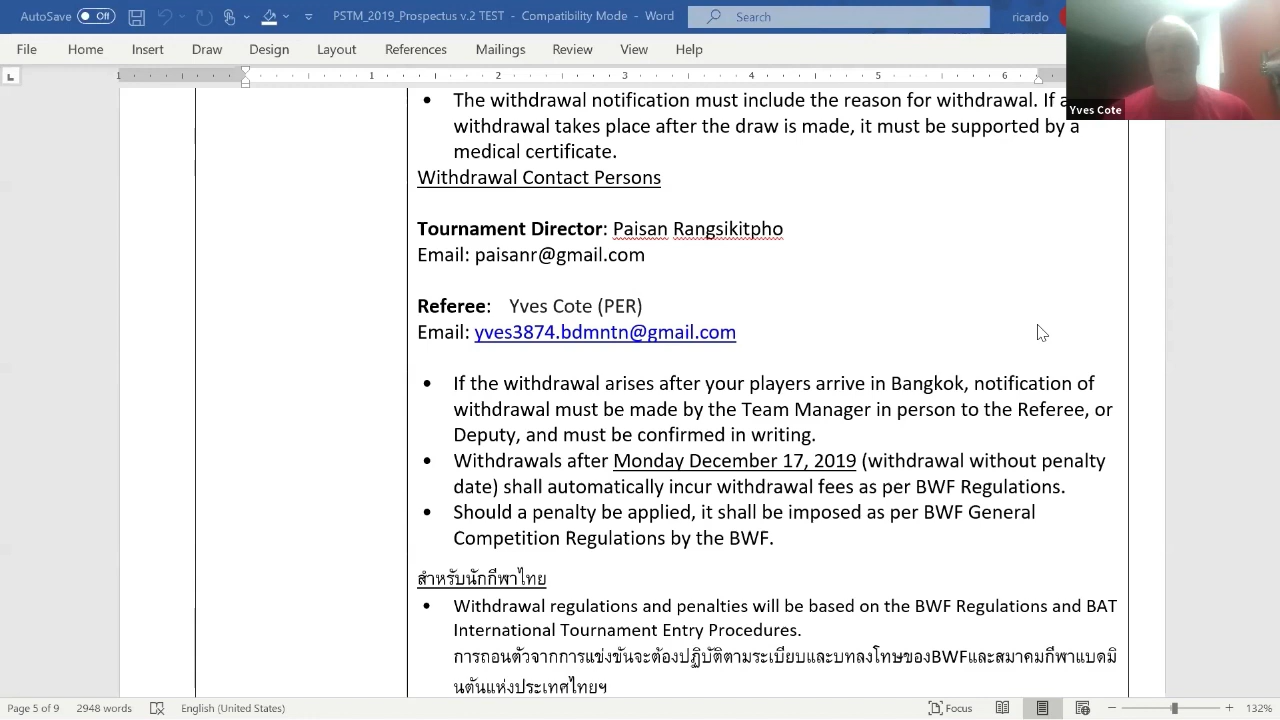 AutoSave Off PSTM_2019_Prospectus v.2 TEST - Compatibility Mode - Word Search ricardo
File Home Insert Draw Design Layout References Mailings Review View Help
1 1 2 3 4 5 6
Yves Cote
• The withdrawal notification must include the reason for withdrawal. If a
withdrawal takes place after the draw is made, it must be supported by a
medical certificate.
Withdrawal Contact Persons
Tournament Director: Paisan Rangsikitpho
Email: paisanr@gmail.com
Referee: Yves Cote (PER)
Email: yves3874.bdmntn@gmail.com
• If the withdrawal arises after your players arrive in Bangkok, notification of
withdrawal must be made by the Team Manager in person to the Referee, or
Deputy, and must be confirmed in writing.
• Withdrawals after Monday December 17, 2019 (withdrawal without penalty
date) shall automatically incur withdrawal fees as per BWF Regulations.
• Should a penalty be applied, it shall be imposed as per BWF General
Competition Regulations by the BWF.
สำหรับนักกีฬาไทย
• Withdrawal regulations and penalties will be based on the BWF Regulations and BAT
International Tournament Entry Procedures.
การถอนตัวจากการแข่งขันจะต้องปฏิบัติตามระเบียบและบทลงโทษของBWFและสมาคมกีฬาแบดมิ
นตันแห่งประเทศไทยฯ
Page 5 of 9 2948 words English (United States) Focus 132%